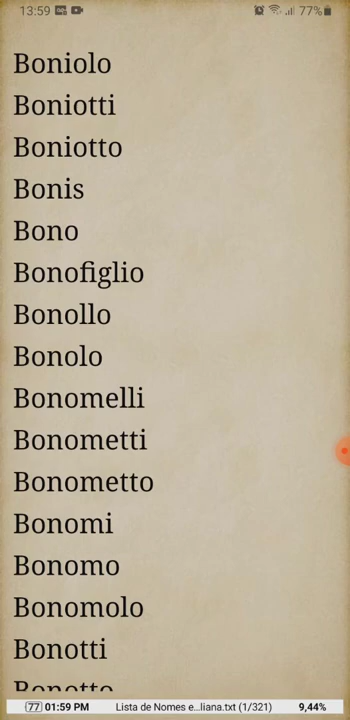 13:59 77%
Boniolo
Boniotti
Boniotto
Bonis
Bono
Bonofiglio
Bonollo
Bonolo
Bonomelli
Bonometti
Bonometto
Bonomi
Bonomo
Bonomolo
Bonotti
Bonotto
77 01:59 PM Lista de Nomes e...liana.txt (1/321) 9,44%